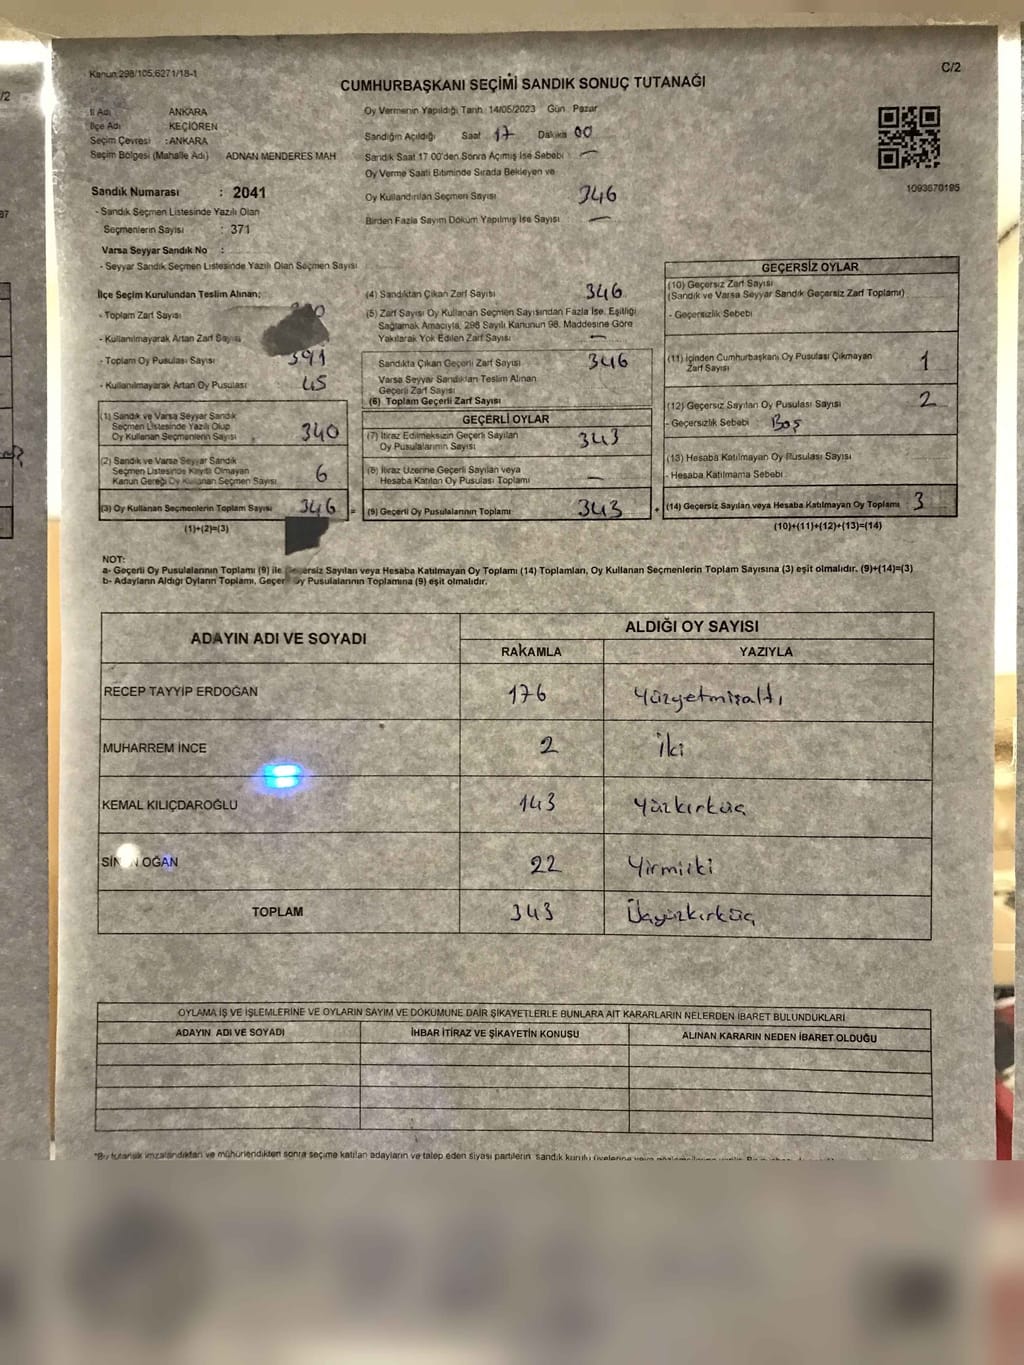 Kanun:298/105;6271/18-1
C/2
CUMHURBAŞKANI SEÇİMİ SANDIK SONUÇ TUTANAĞI
İl Adı ANKARA
İlçe Adı KEÇİÖREN
Seçim Çevresi :ANKARA
Seçim Bölgesi (Mahalle Adı) ADNAN MENDERES MAH
Oy Vermenin Yapıldığı Tarih 14/05/2023 Gün Pazar
Sandığın Açıldığı Saat 17 Dakika 00
Sandık Saat 17 00'den Sonra Açılmış İse Sebebi —
Oy Verme Saati Bitiminde Sırada Bekleyen ve
Oy Kullandırılan Seçmen Sayısı 346
Birden Fazla Sayım Döküm Yapılmış İse Sayısı —
1093670195
Sandık Numarası : 2041
- Sandık Seçmen Listesinde Yazılı Olan
Seçmenlerin Sayısı : 371
Varsa Seyyar Sandık No :
- Seyyar Sandık Seçmen Listesinde Yazılı Olan Seçmen Sayısı
İlçe Seçim Kurulundan Teslim Alınan;
- Toplam Zarf Sayısı
- Kullanılmayarak Artan Zarf Sayısı
- Toplam Oy Pusulası Sayısı 391
- Kullanılmayarak Artan Oy Pusulası 45
(1) Sandık ve Varsa Seyyar Sandık
Seçmen Listesinde Yazılı Olup
Oy Kullanan Seçmenlerin Sayısı 340
(2) Sandık ve Varsa Seyyar Sandık
Seçmen Listesinde Kayıtlı Olmayan
Kanun Gereği Oy Kullanan Seçmen Sayısı 6
(3) Oy Kullanan Seçmenlerin Toplam Sayısı 346 =
(1)+(2)=(3)
(4) Sandıktan Çıkan Zarf Sayısı 346
(5) Zarf Sayısı Oy Kullanan Seçmen Sayısından Fazla İse, Eşitliği
Sağlamak Amacıyla, 298 Sayılı Kanunun 98. Maddesine Göre
Yakılarak Yok Edilen Zarf Sayısı —
Sandıkta Çıkan Geçerli Zarf Sayısı 346
Varsa Seyyar Sandıktan Teslim Alınan
Geçerli Zarf Sayısı
(6) Toplam Geçerli Zarf Sayısı
GEÇERLİ OYLAR
(7) İtiraz Edilmeksizin Geçerli Sayılan
Oy Pusulalarının Sayısı 343
(8) İtiraz Üzerine Geçerli Sayılan veya
Hesaba Katılan Oy Pusulası Toplamı —
(9) Geçerli Oy Pusulalarının Toplamı 343 +
GEÇERSİZ OYLAR
(10) Geçersiz Zarf Sayısı
(Sandık ve Varsa Seyyar Sandık Geçersiz Zarf Toplamı)
- Geçersizlik Sebebi
(11) İçinden Cumhurbaşkanı Oy Pusulası Çıkmayan
Zarf Sayısı 1
(12) Geçersiz Sayılan Oy Pusulası Sayısı 2
- Geçersizlik Sebebi Boş
(13) Hesaba Katılmayan Oy Pusulası Sayısı
- Hesaba Katılmama Sebebi
(14) Geçersiz Sayılan veya Hesaba Katılmayan Oy Toplamı 3
(10)+(11)+(12)+(13)=(14)
NOT:
a- Geçerli Oy Pusulalarının Toplamı (9) ile Sayılan veya Hesaba Katılmayan Oy Toplamı (14) Toplamları, Oy Kullanan Seçmenlerin Toplam Sayısına (3) eşit olmalıdır. (9)+(14)=(3)
b- Adayların Aldığı Oyların Toplamı, Oy Pusulalarının Toplamına (9) eşit olmalıdır.
ADAYIN ADI VE SOYADI ALDIĞI OY SAYISI
RAKAMLA YAZIYLA
RECEP TAYYİP ERDOĞAN 176 Yüzyetmişaltı
MUHARREM İNCE 2 İki
KEMAL KILIÇDAROĞLU 143 Yüzkırküç
OĞAN 22 Yirmiiki
TOPLAM 343 Üçyüzkırküç
OYLAMA İŞ VE İŞLEMLERİNE VE OYLARIN SAYIM VE DÖKÜMÜNE DAİR ŞİKAYETLERLE BUNLARA AİT KARARLARIN NELERDEN İBARET BULUNDUKLARI
ADAYIN ADI VE SOYADI İHBAR İTİRAZ VE ŞİKAYETİN KONUSU ALINAN KARARIN NEDEN İBARET OLDUĞU
*Bu tutanak imzalandıktan ve mühürlendikten sonra seçime katılan adayların ve talep eden siyasi partilerin sandık kurulu